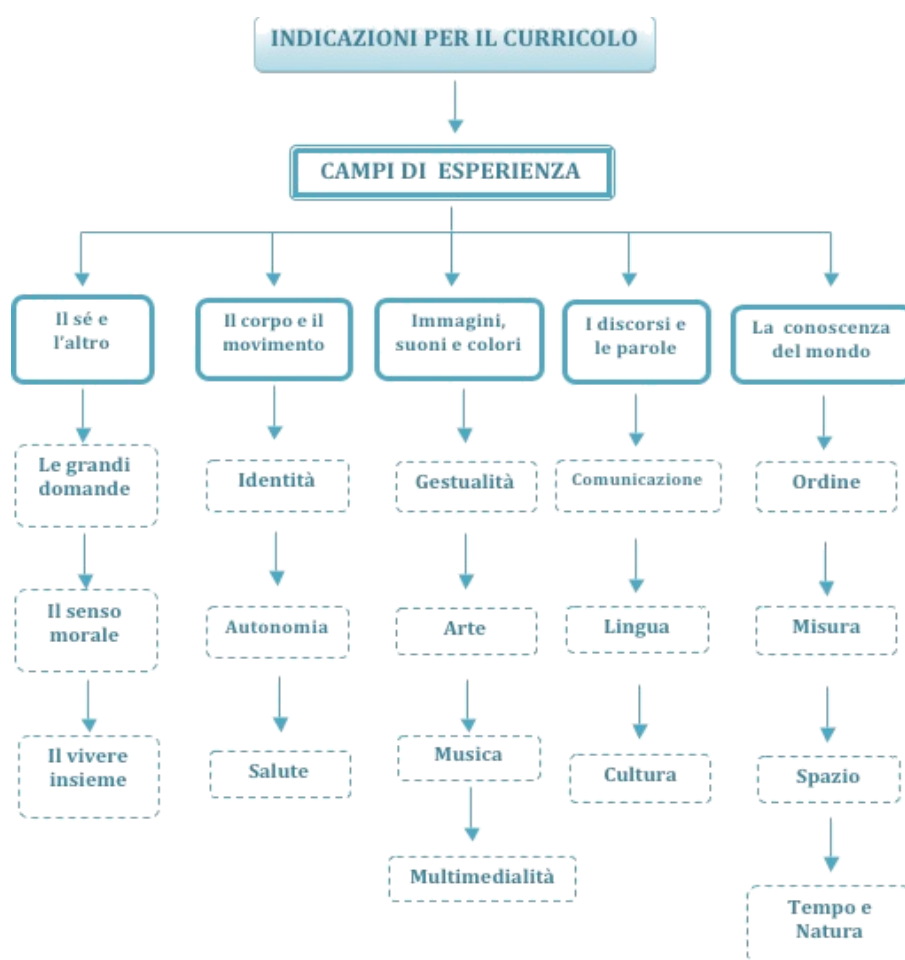 INDICAZIONI PER IL CURRICOLO
CAMPI DI ESPERIENZA
Il sé e
l'altro
Il corpo e il
movimento
Immagini,
suoni e colori
I discorsi e
le parole
La conoscenza
del mondo
Le grandi
domande
Identità
Gestualità
Comunicazione
Ordine
Il senso
morale
Autonomia
Arte
Lingua
Misura
Il vivere
insieme
Salute
Musica
Cultura
Spazio
Multimedialità
Tempo e
Natura